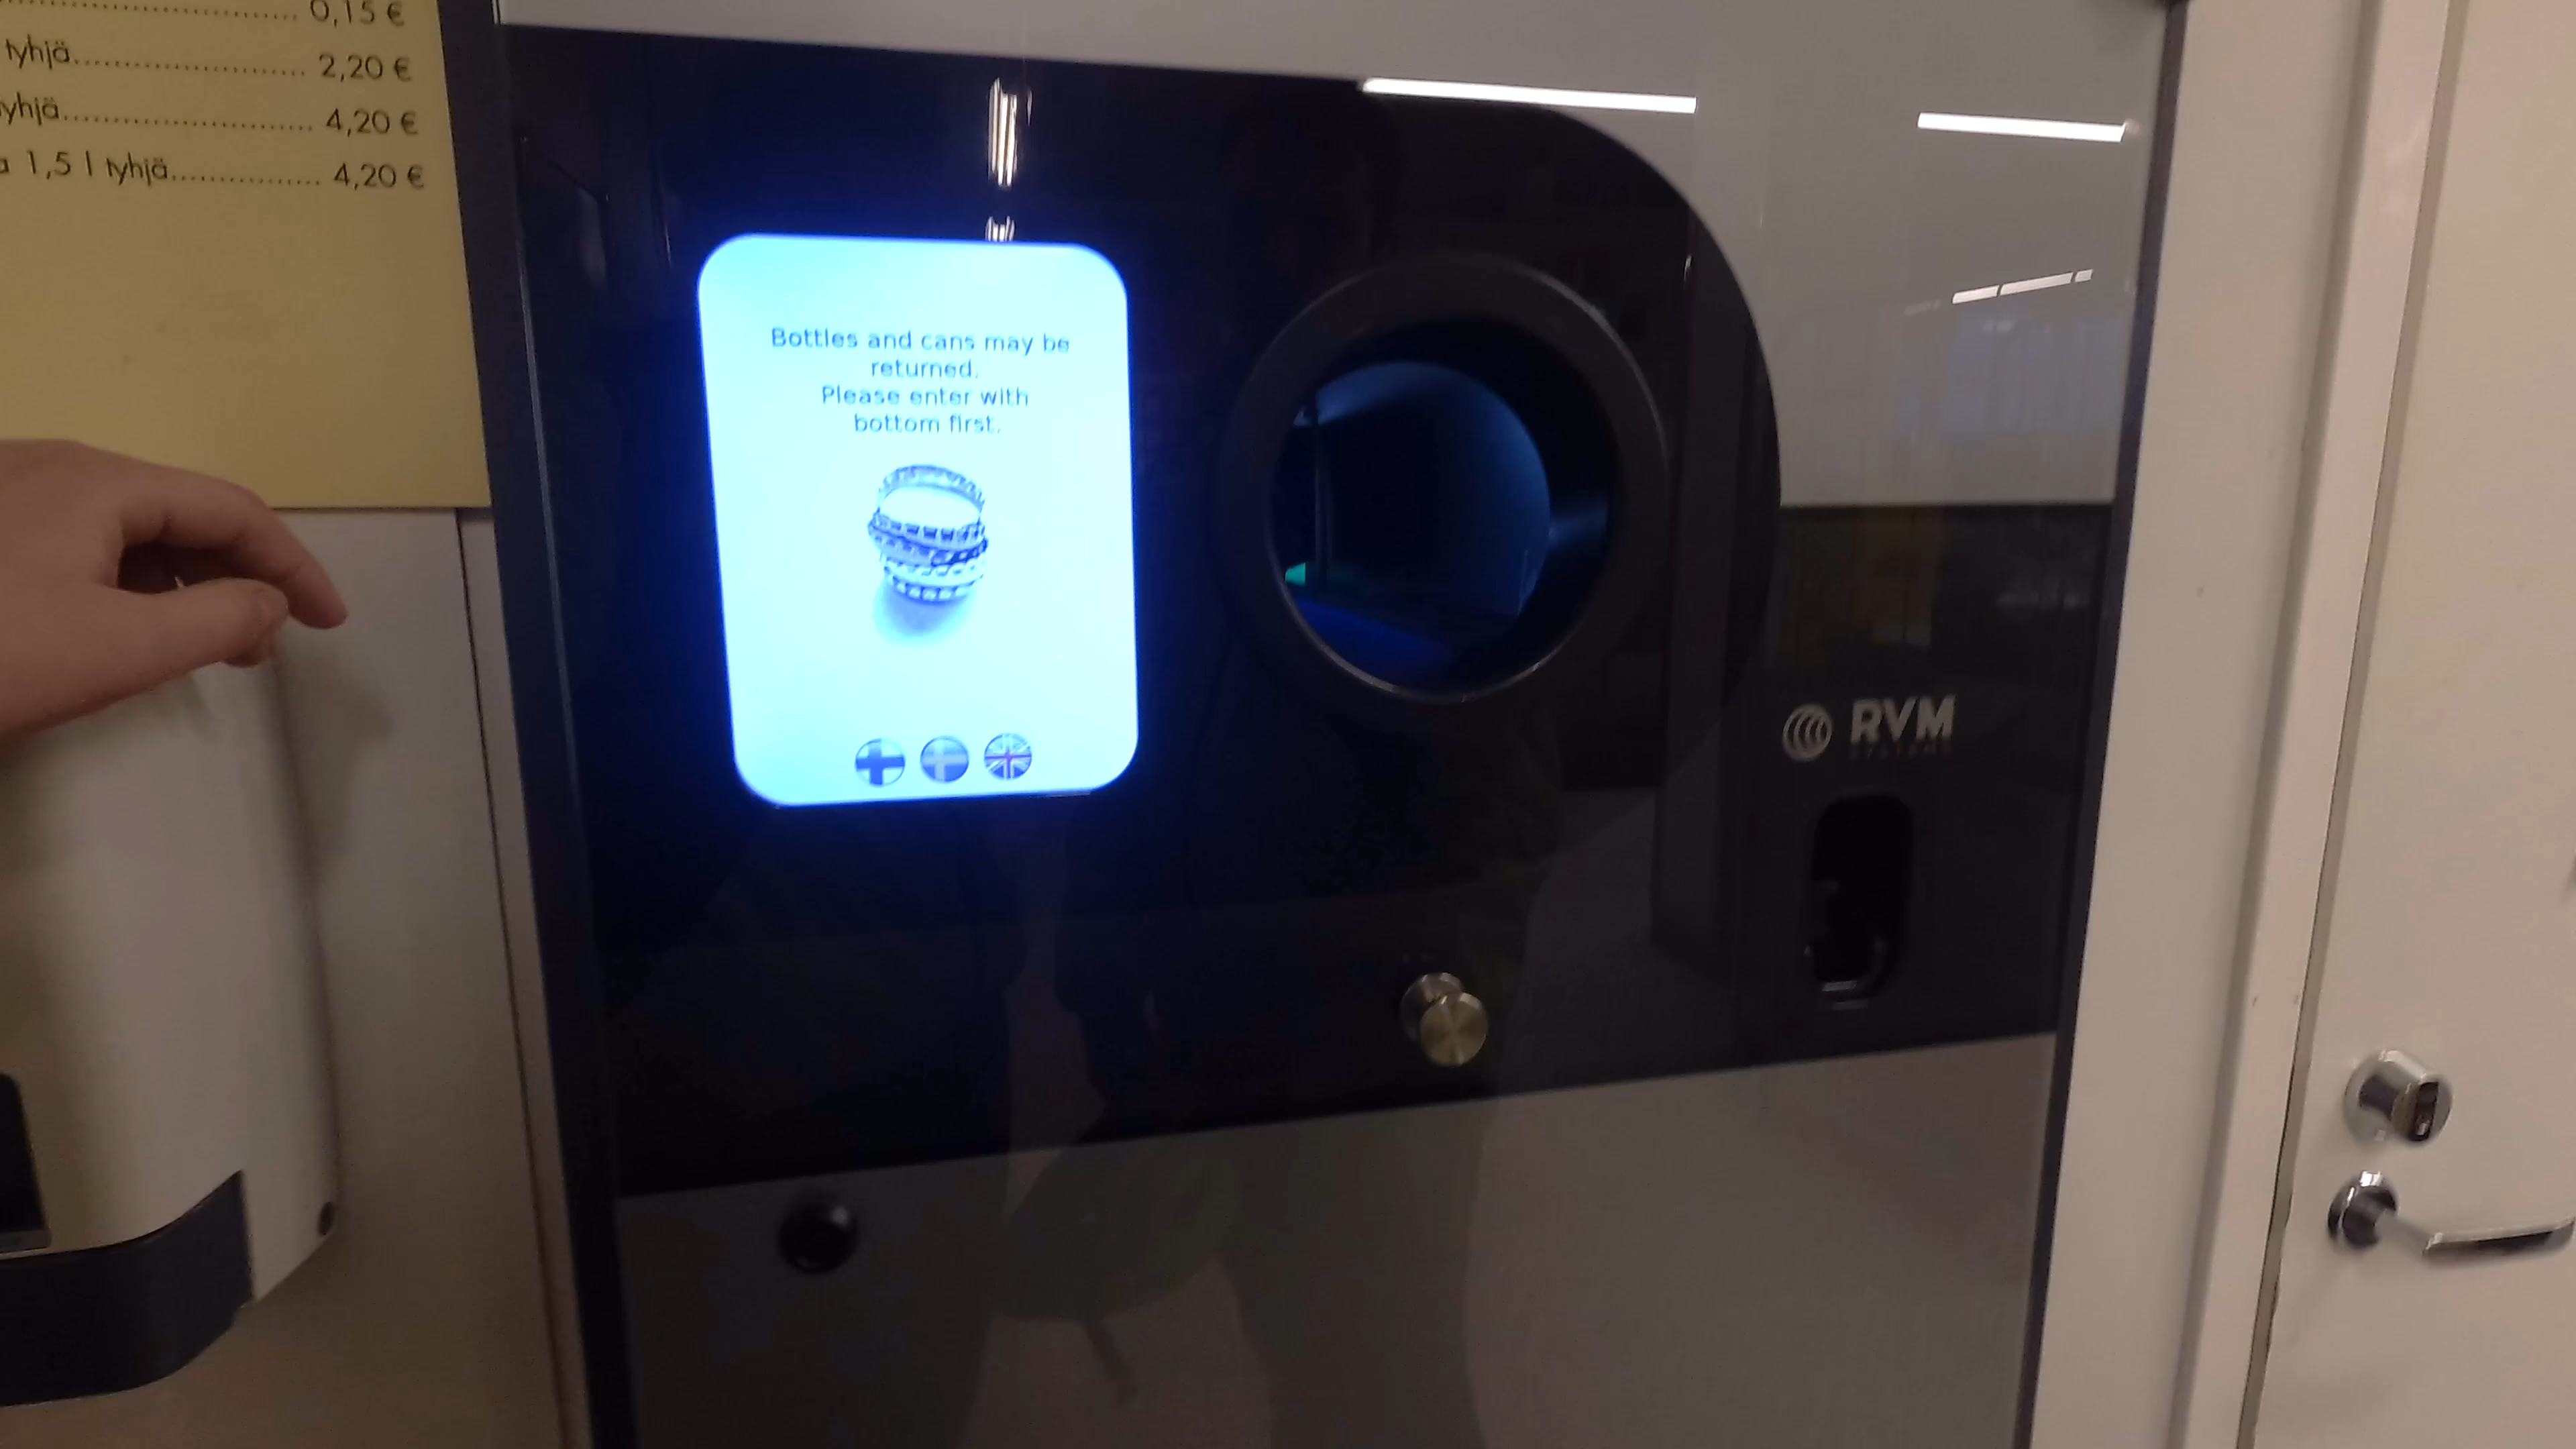 0,15 €
tyhjä 2,20 €
4,20 €
1,5 l tyhjä 4,20 €
Bottles and cans may be
returned.
Please enter with
bottom first.
RVM
SYSTEMS